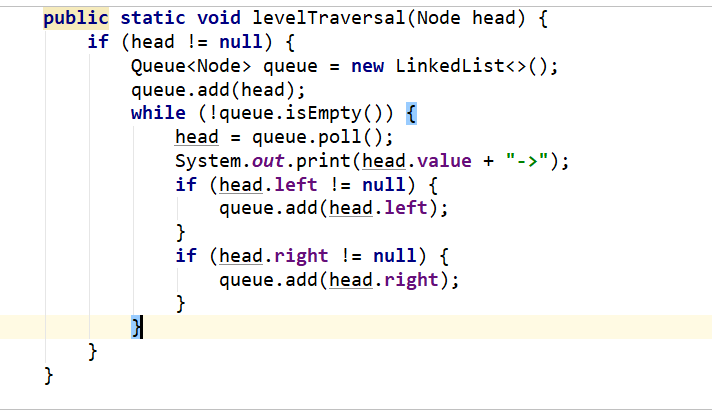 public static void levelTraversal(Node head) {
    if (head != null) {
        Queue<Node> queue = new LinkedList<>();
        queue.add(head);
        while (!queue.isEmpty()) {
            head = queue.poll();
            System.out.print(head.value + "->");
            if (head.left != null) {
                queue.add(head.left);
            }
            if (head.right != null) {
                queue.add(head.right);
            }
        }
    }
}